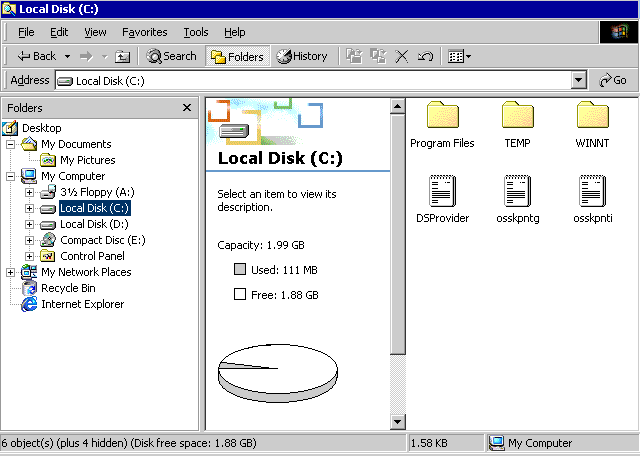 Local Disk (C:)
File Edit View Favorites Tools Help
Back Search Folders History
Address Local Disk (C:) Go
Folders
Desktop
My Documents
My Pictures
My Computer
3½ Floppy (A:)
Local Disk (C:)
Local Disk (D:)
Compact Disc (E:)
Control Panel
My Network Places
Recycle Bin
Internet Explorer
Local Disk (C:)
Select an item to view its
description.
Capacity: 1.99 GB
Used: 111 MB
Free: 1.88 GB
Program Files TEMP WINNT
DSProvider osskpntg osskpnti
6 object(s) (plus 4 hidden) (Disk free space: 1.88 GB) 1.58 KB My Computer